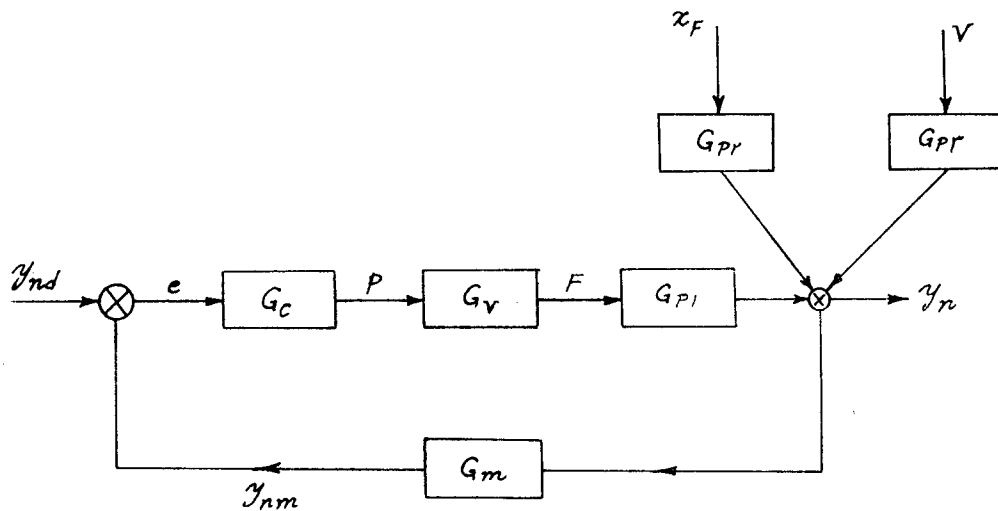 x_F
V
G_Pr
G_Pr
y_nd
e
G_c
P
G_v
F
G_P1
y_n
G_m
y_nm